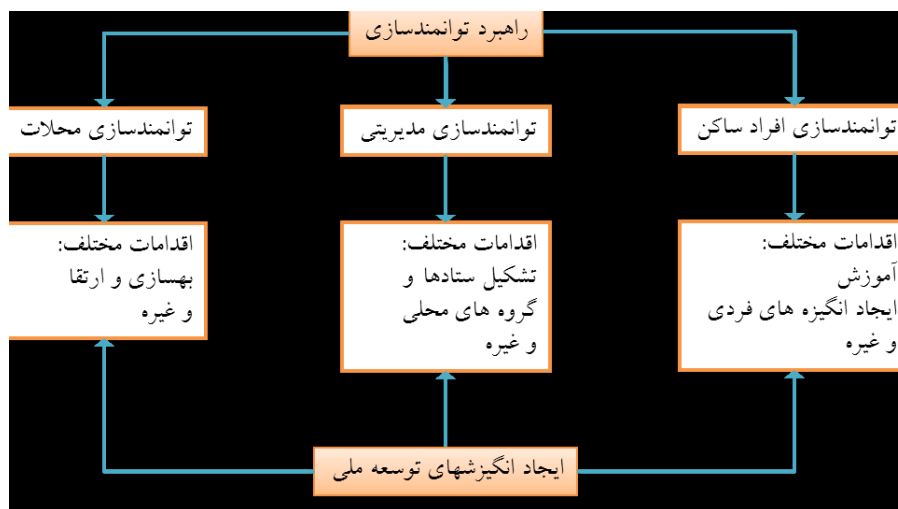 راهبرد توانمندسازی
توانمندسازی افراد ساکن
توانمندسازی مدیریتی
توانمندسازی محلات
اقدامات مختلف:
آموزش
ایجاد انگیزه های فردی
و غیره
اقدامات مختلف:
تشکیل ستادها و
گروه های محلی
و غیره
اقدامات مختلف:
بهسازی و ارتقا
و غیره
ایجاد انگیزشهای توسعه ملی